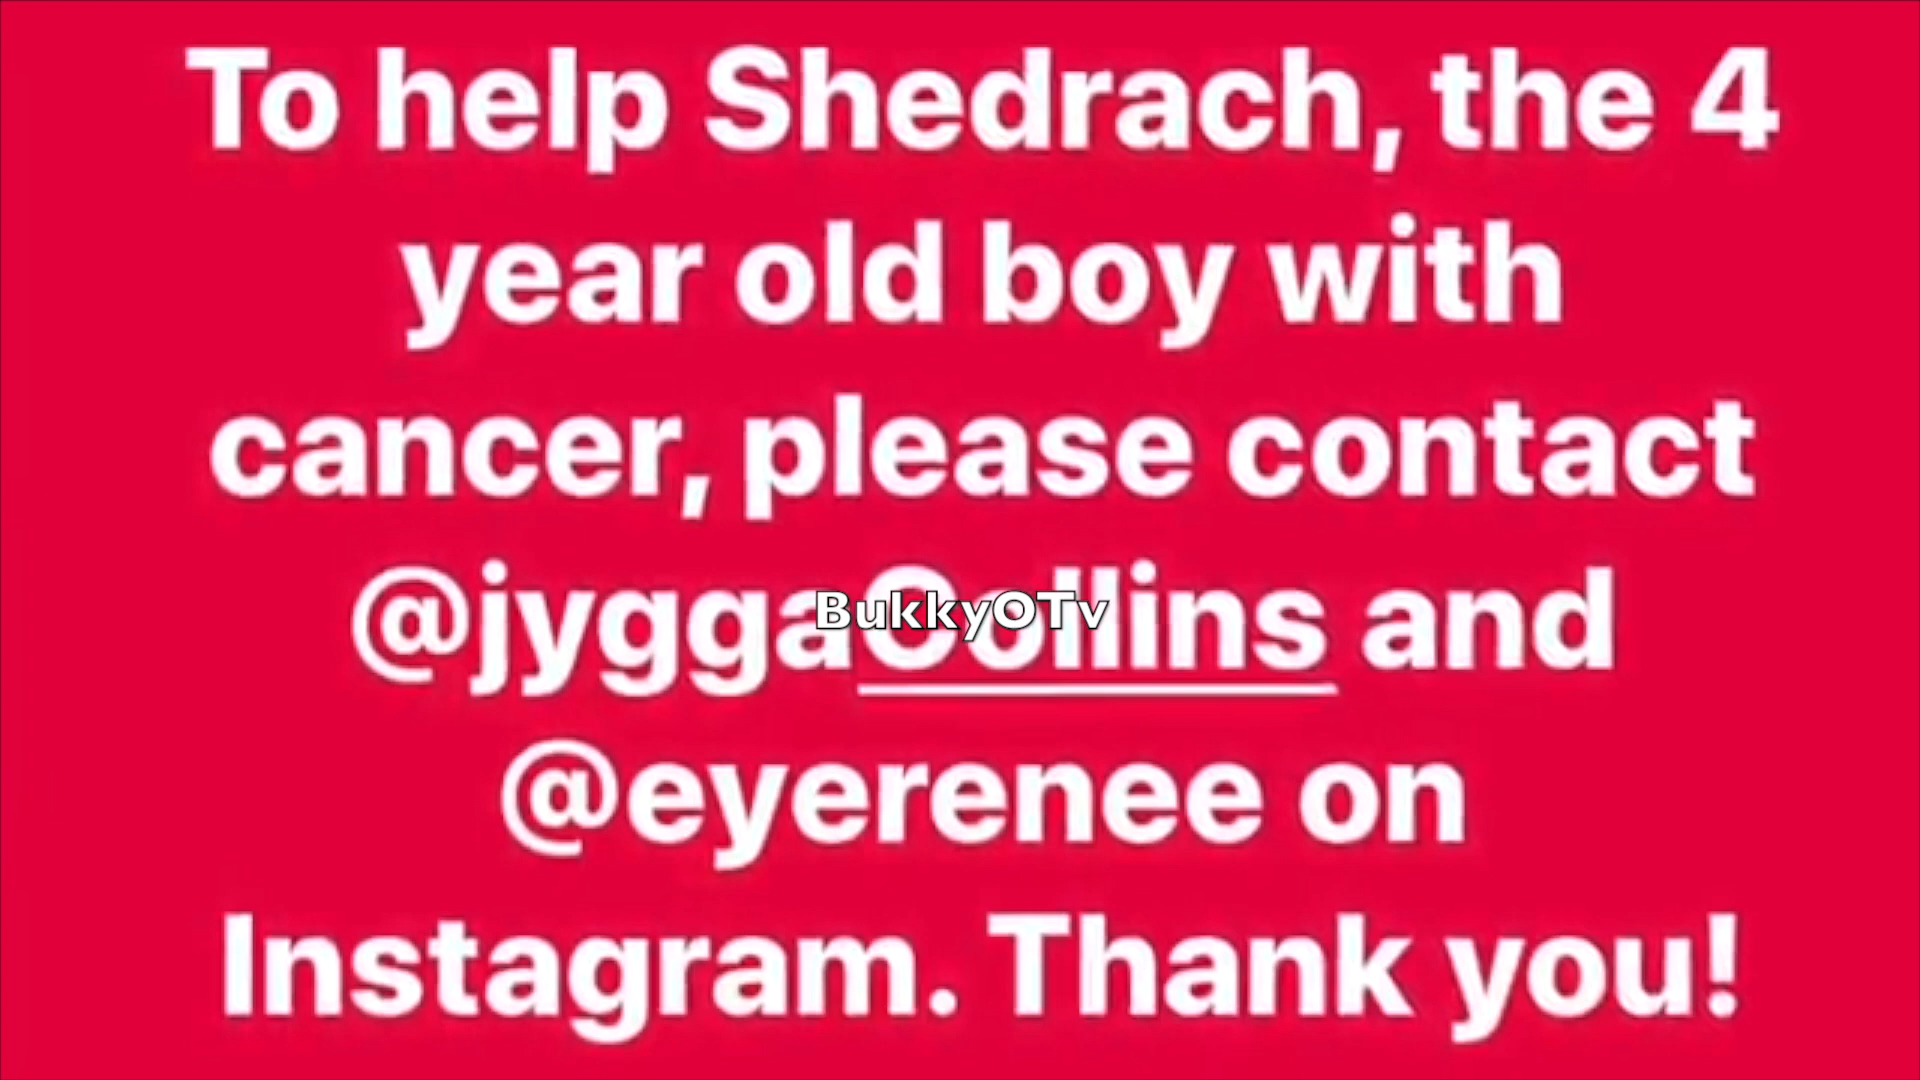 To help Shedrach, the 4
year old boy with
cancer, please contact
@jyggaCollins and
BukkyOTv
@eyerenee on
Instagram. Thank you!